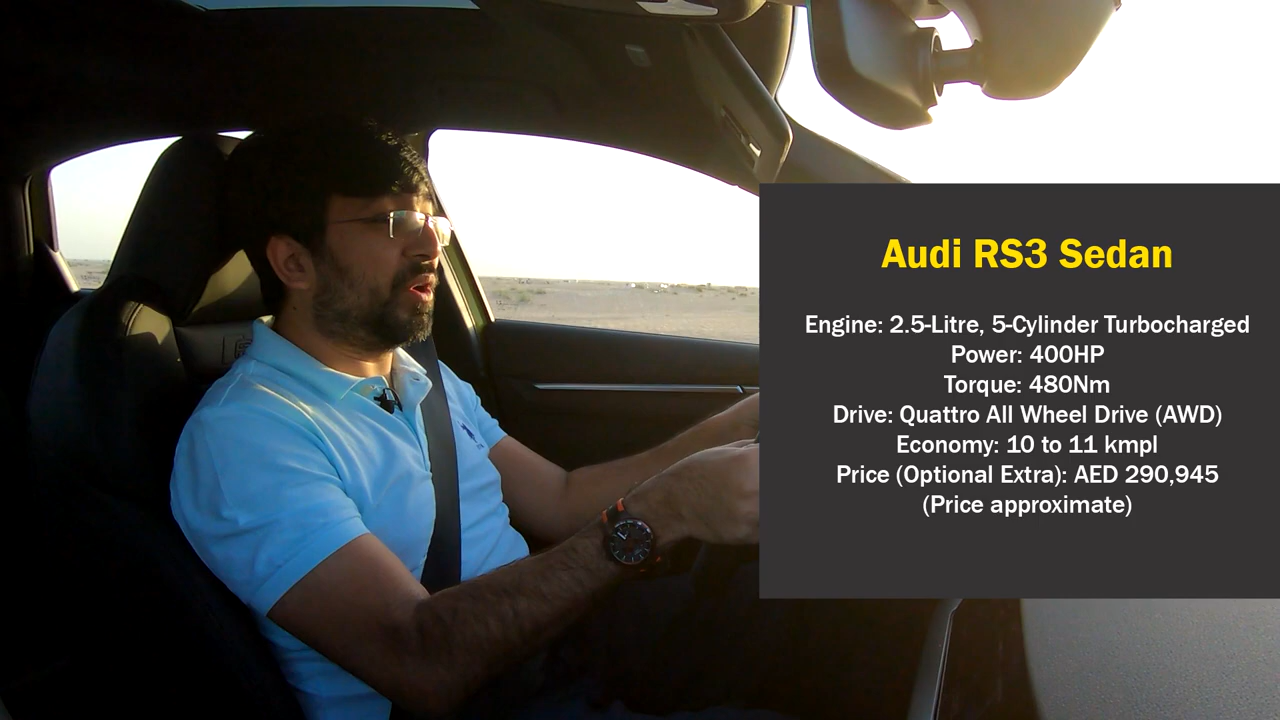 Audi RS3 Sedan
Engine: 2.5-Litre, 5-Cylinder Turbocharged
Power: 400HP
Torque: 480Nm
Drive: Quattro All Wheel Drive (AWD)
Economy: 10 to 11 kmpl
Price (Optional Extra): AED 290,945
(Price approximate)